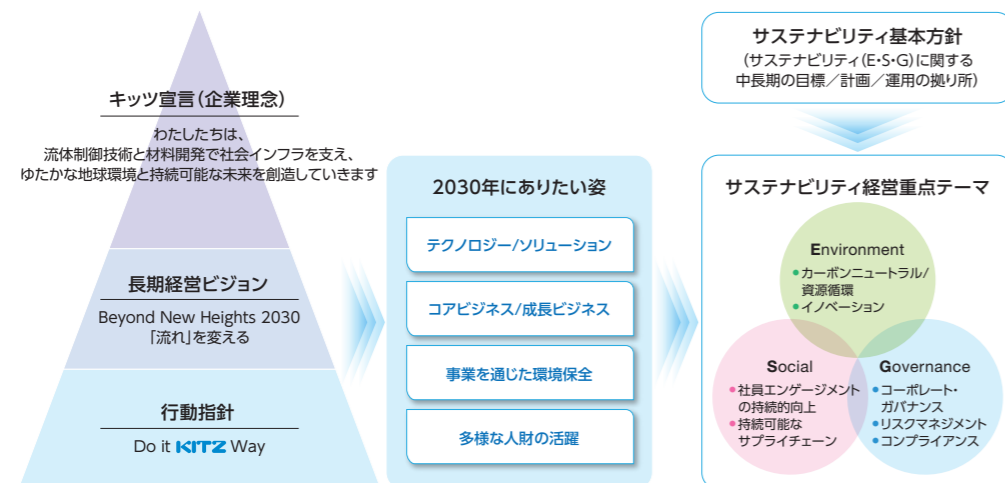 キッツ宣言(企業理念)
わたしたちは、
流体制御技術と材料開発で社会インフラを支え、
ゆたかな地球環境と持続可能な未来を創造していきます
長期経営ビジョン
Beyond New Heights 2030
「流れ」を変える
行動指針
Do it KITZ Way
2030年にありたい姿
テクノロジー/ソリューション
コアビジネス/成長ビジネス
事業を通じた環境保全
多様な人財の活躍
サステナビリティ基本方針
(サステナビリティ(E・S・G)に関する
中長期の目標/計画/運用の拠り所)
サステナビリティ経営重点テーマ
Environment
●カーボンニュートラル/
資源循環
●イノベーション
Social
●社員エンゲージメント
の持続的向上
●持続可能な
サプライチェーン
Governance
●コーポレート・
ガバナンス
●リスクマネジメント
●コンプライアンス